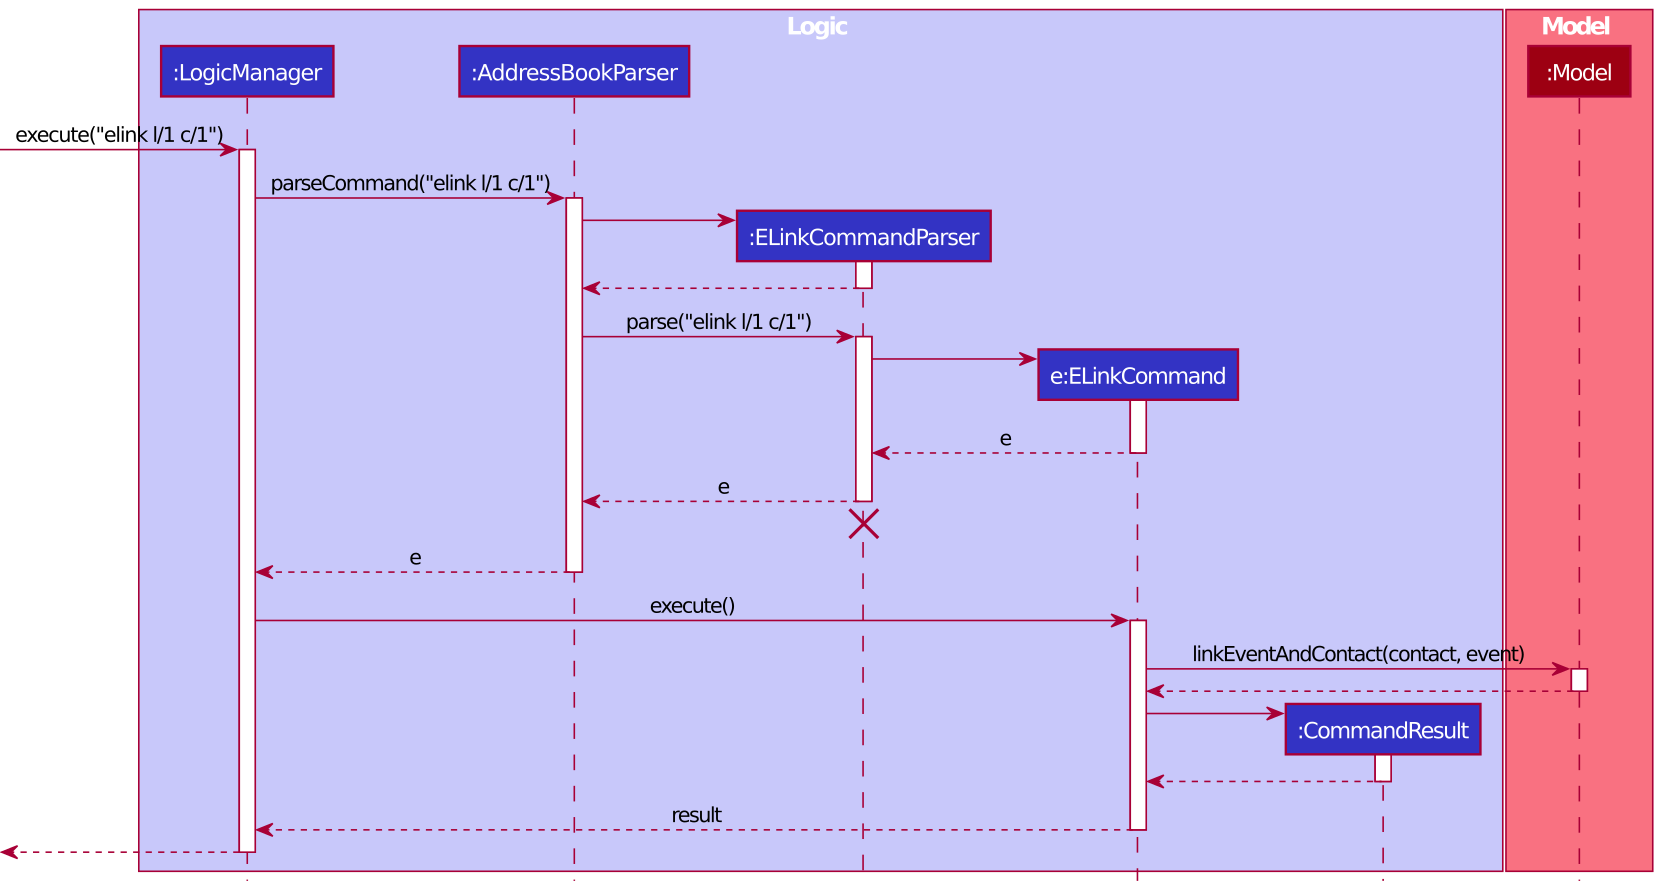 Logic
Model
:LogicManager
:AddressBookParser
:Model
execute("elink l/1 c/1")
parseCommand("elink l/1 c/1")
:ELinkCommandParser
parse("elink l/1 c/1")
e:ELinkCommand
e
e
e
execute()
linkEventAndContact(contact, event)
:CommandResult
result